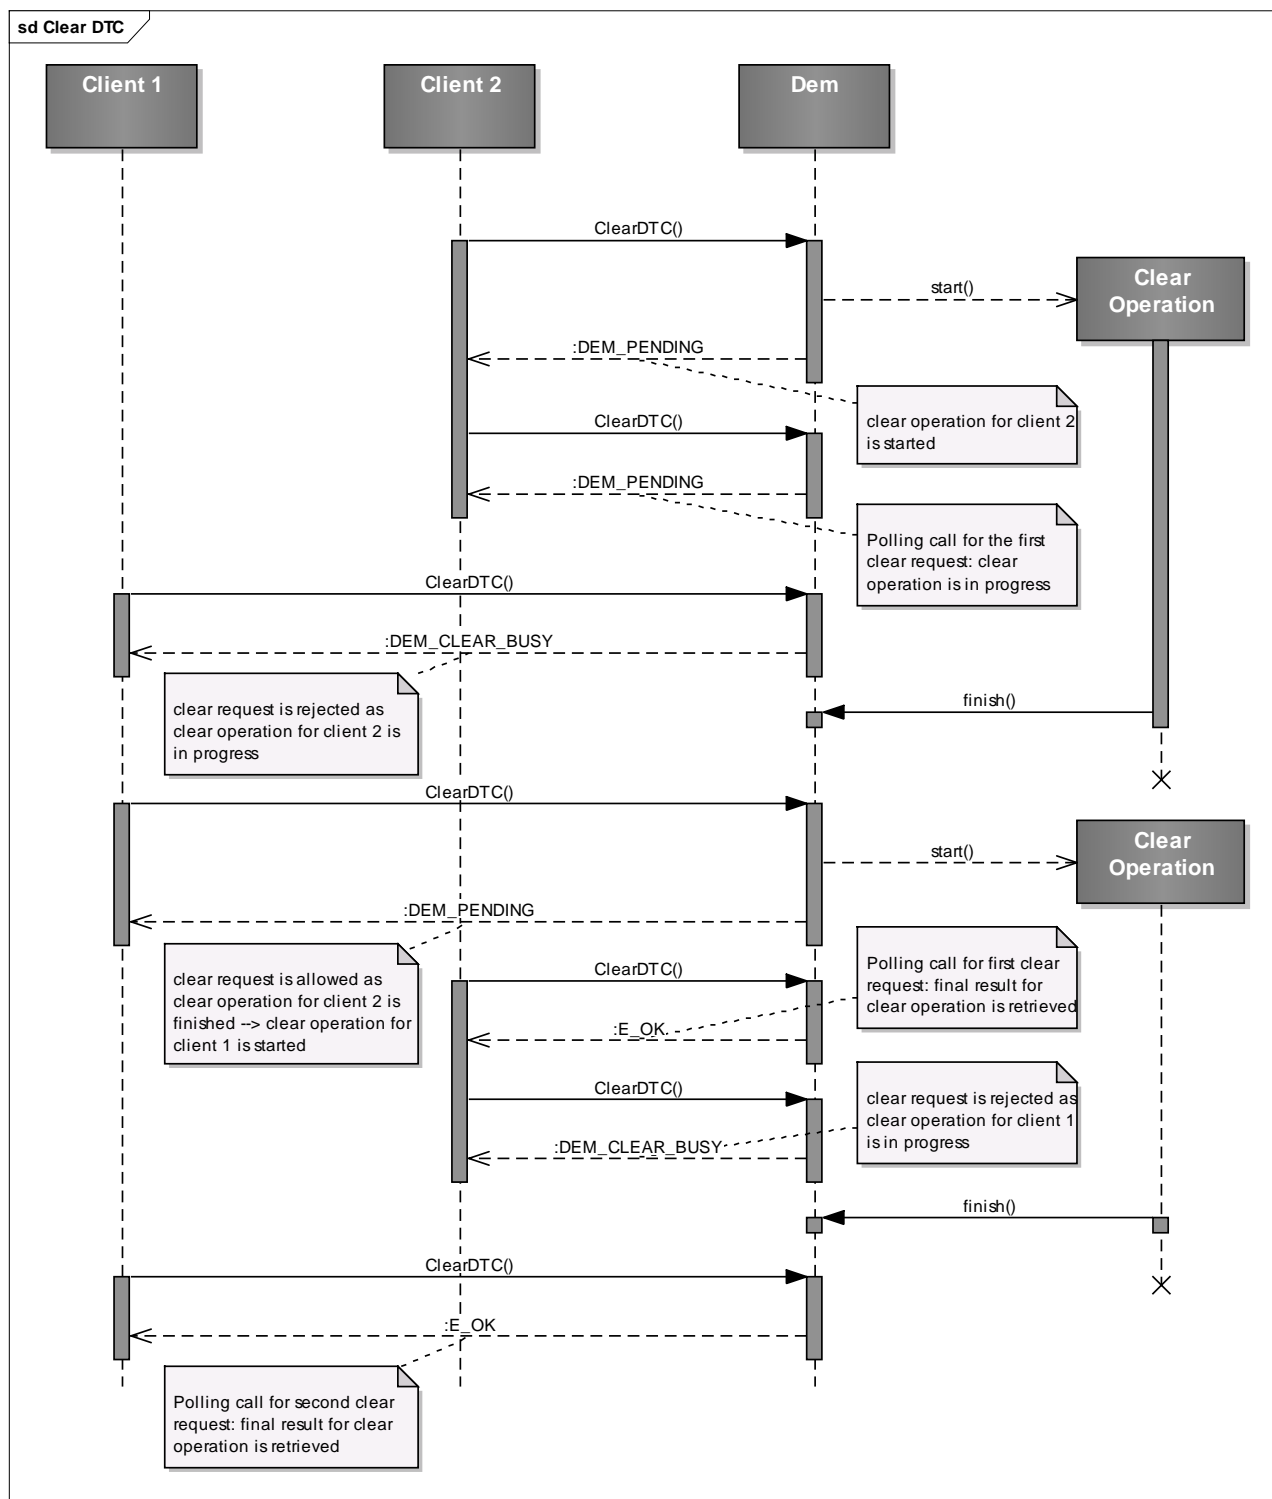 sd Clear DTC
Client 1
Client 2
Dem
ClearDTC()
Clear
Operation
start()
:DEM_PENDING
clear operation for client 2
is started
ClearDTC()
:DEM_PENDING
Polling call for the first
clear request: clear
operation is in progress
ClearDTC()
:DEM_CLEAR_BUSY
clear request is rejected as
clear operation for client 2 is
in progress
finish()
ClearDTC()
Clear
Operation
start()
:DEM_PENDING
clear request is allowed as
clear operation for client 2 is
finished --> clear operation for
client 1 is started
ClearDTC()
Polling call for first clear
request: final result for
clear operation is retrieved
:E_OK
ClearDTC()
clear request is rejected as
clear operation for client 1
is in progress
:DEM_CLEAR_BUSY
finish()
ClearDTC()
:E_OK
Polling call for second clear
request: final result for clear
operation is retrieved